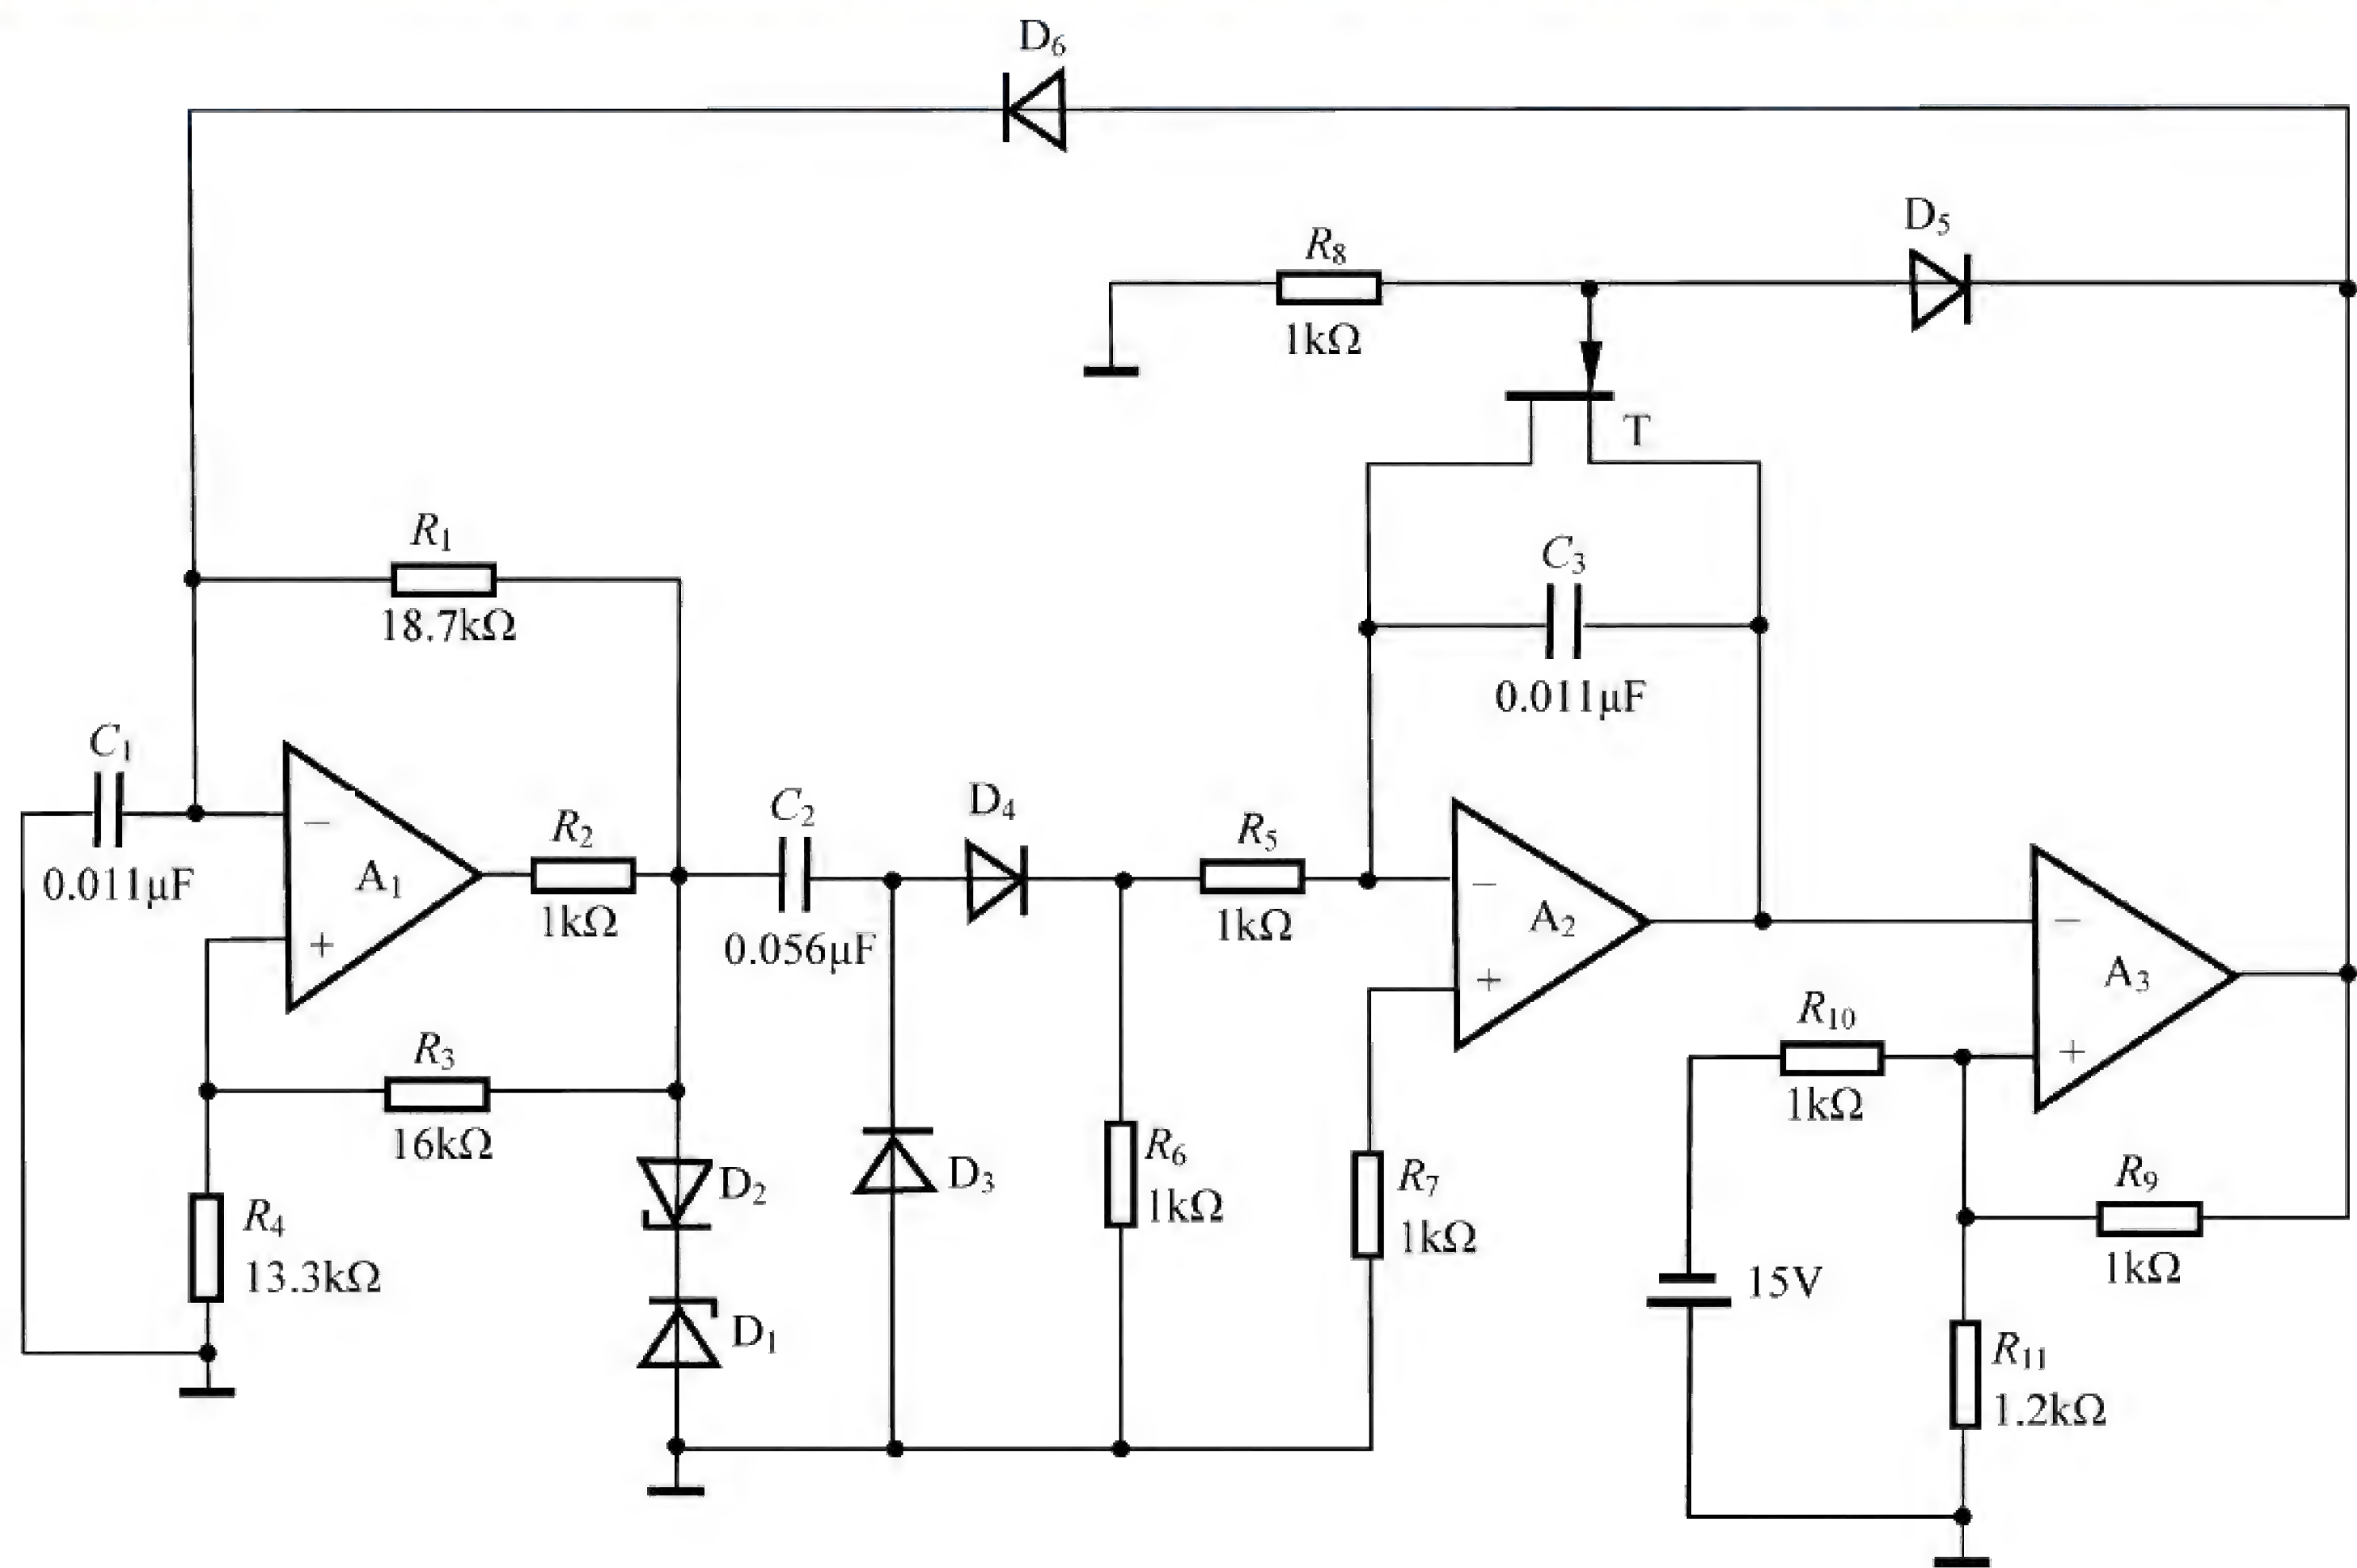 D6
D5
R8
1kΩ
T
R1
18.7kΩ
C3
0.011μF
C1
0.011μF
A1
−
+
R2
1kΩ
C2
0.056μF
D4
R5
1kΩ
A2
−
+
A3
−
+
R10
1kΩ
R3
16kΩ
D2
D3
R6
1kΩ
R7
1kΩ
R9
1kΩ
R4
13.3kΩ
D1
15V
R11
1.2kΩ